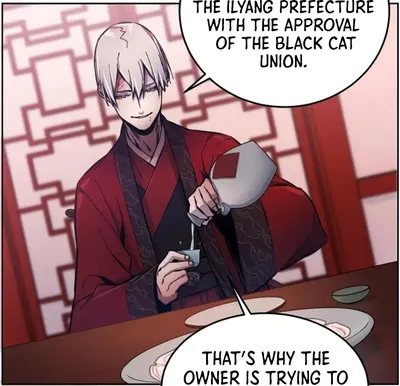 THE ILYANG PREFECTURE
WITH THE APPROVAL
OF THE BLACK CAT
UNION.
THAT'S WHY THE
OWNER IS TRYING TO